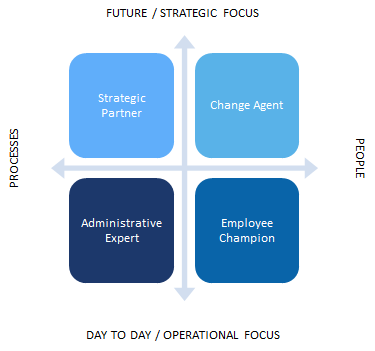 FUTURE / STRATEGIC FOCUS
Strategic
Partner
Change Agent
PROCESSES
PEOPLE
Administrative
Expert
Employee
Champion
DAY TO DAY / OPERATIONAL FOCUS